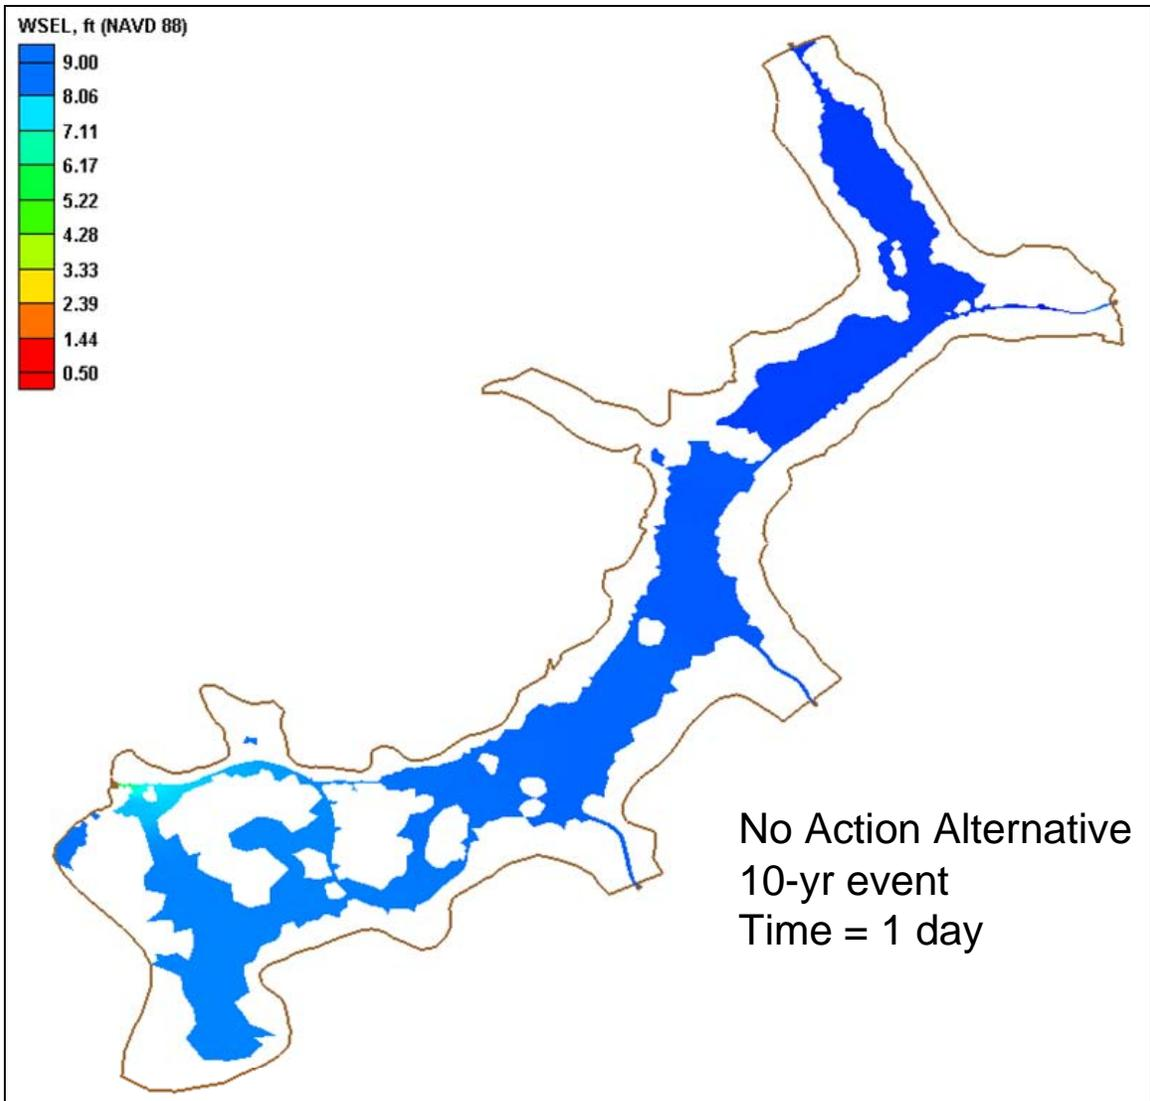 WSEL, ft (NAVD 88)
9.00
8.06
7.11
6.17
5.22
4.28
3.33
2.39
1.44
0.50
No Action Alternative
10-yr event
Time = 1 day